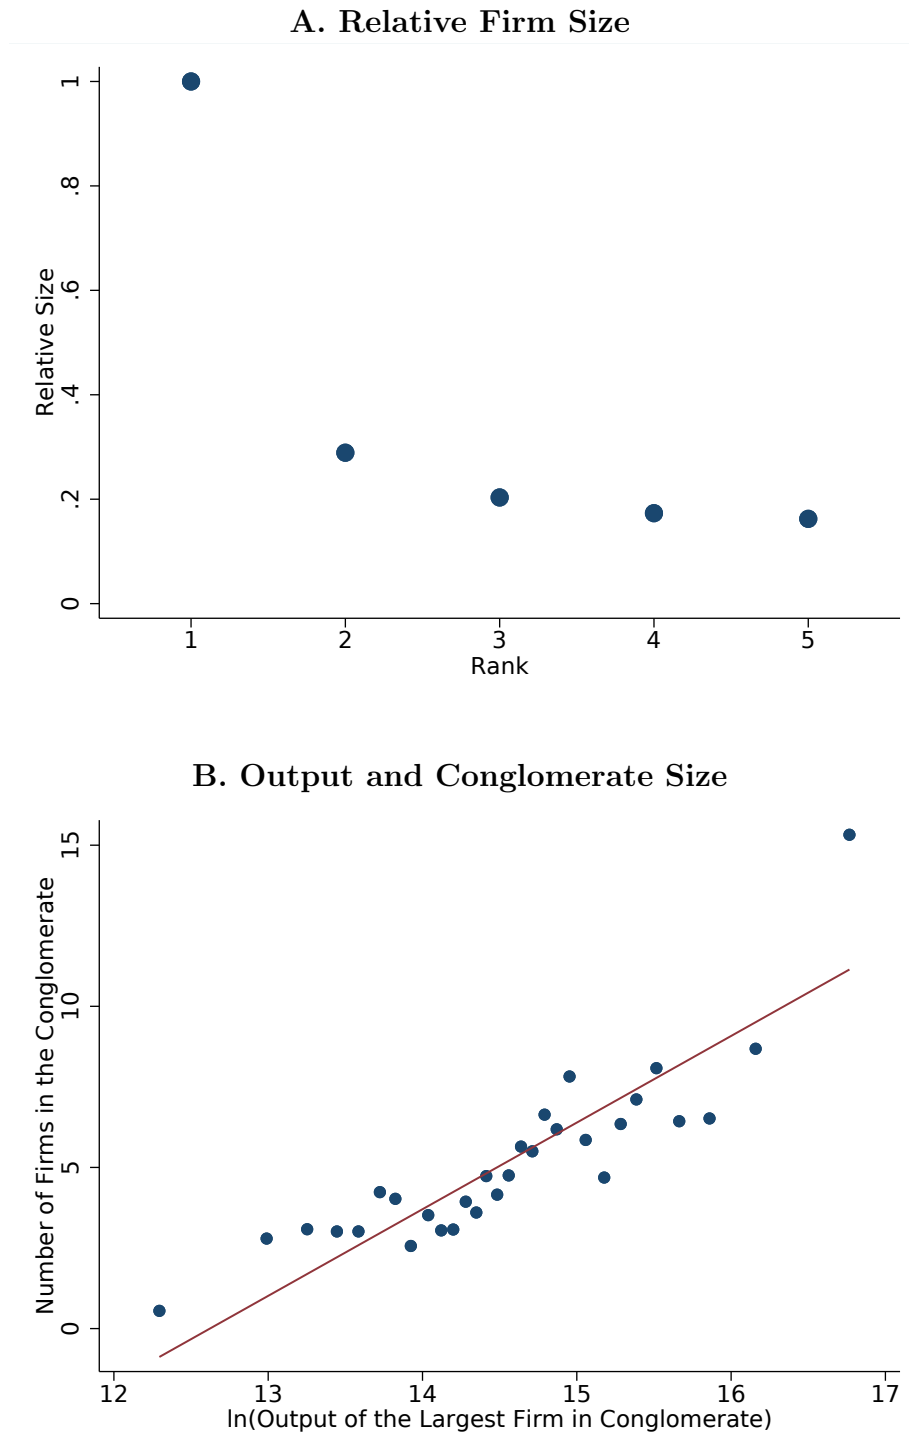 A. Relative Firm Size
Relative Size
1
.8
.6
.4
.2
0
1 2 3 4 5
Rank
B. Output and Conglomerate Size
Number of Firms in the Conglomerate
15
10
5
0
12 13 14 15 16 17
ln(Output of the Largest Firm in Conglomerate)